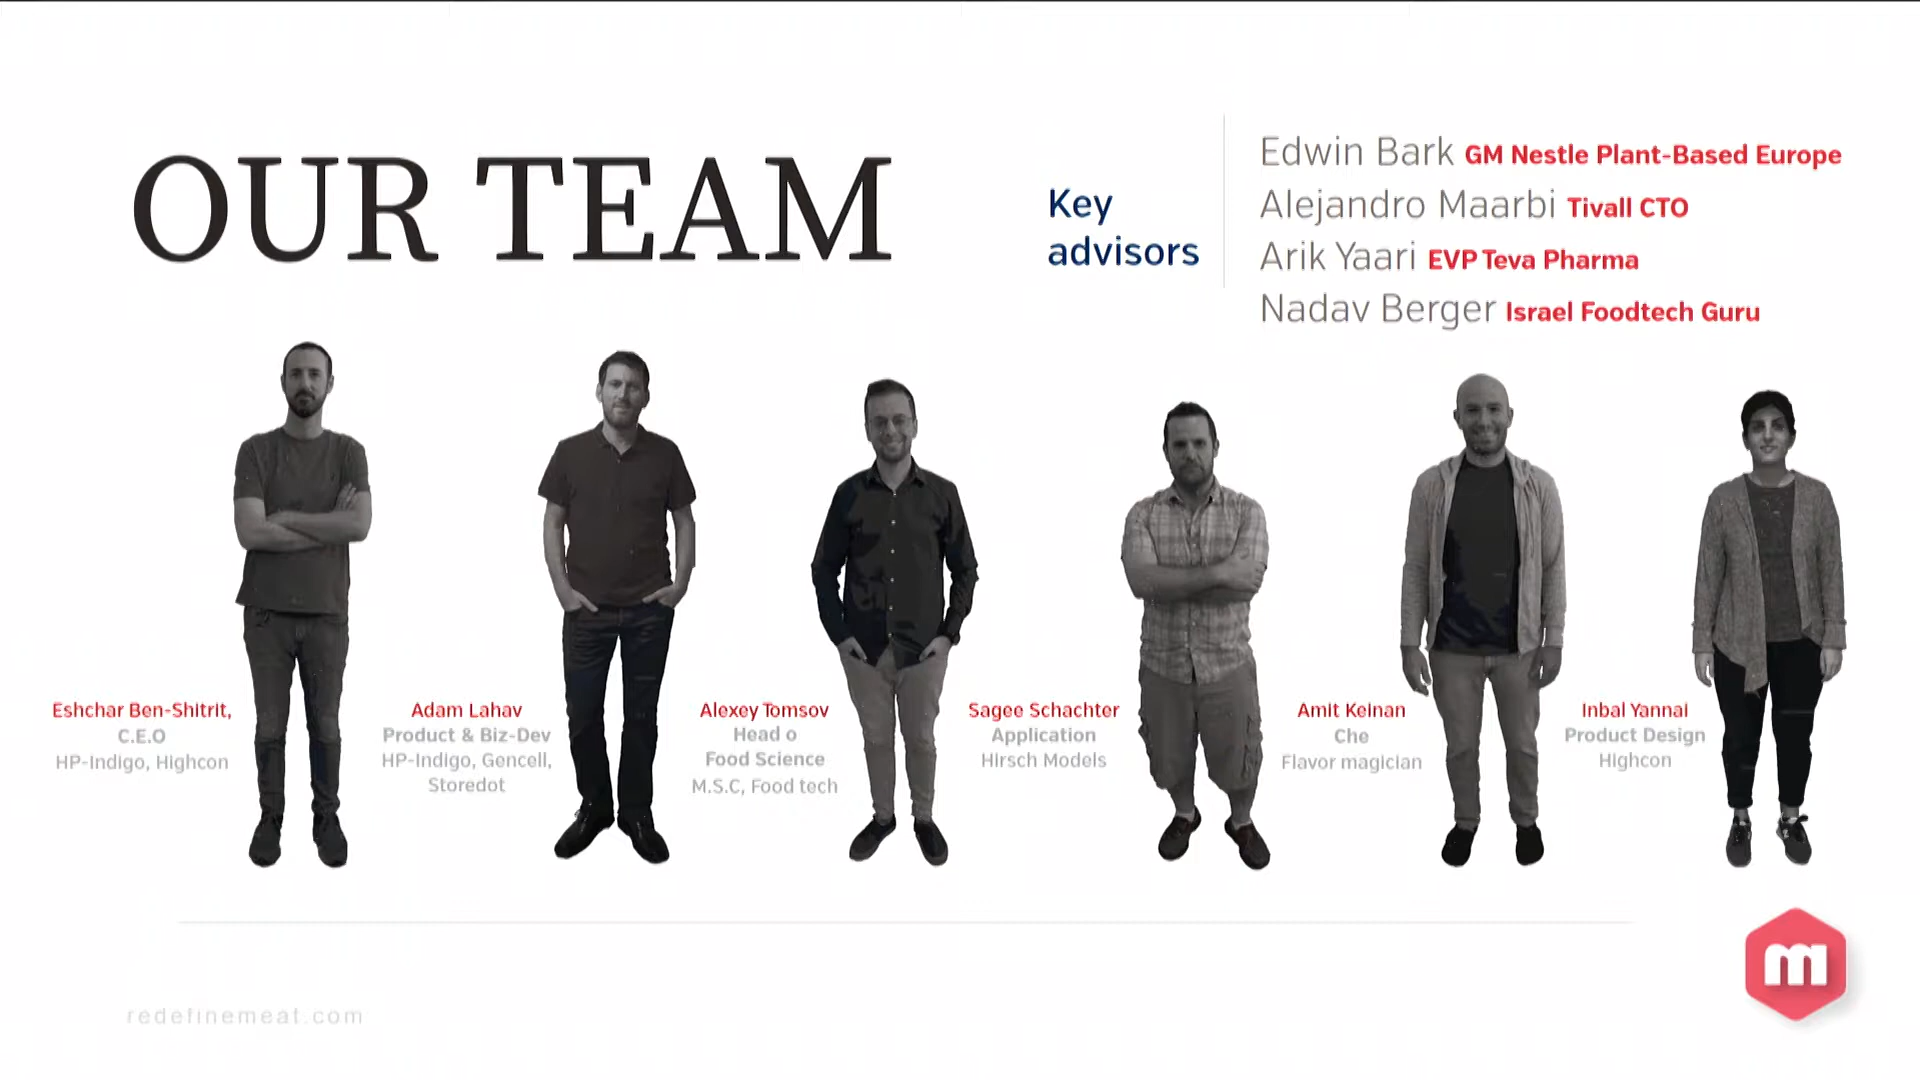 OUR TEAM
Key
advisors
Edwin Bark GM Nestle Plant-Based Europe
Alejandro Maarbi Tivall CTO
Arik Yaari EVP Teva Pharma
Nadav Berger Israel Foodtech Guru
Eshchar Ben-Shitrit,
C.E.O
HP-Indigo, Highcon
Adam Lahav
Product & Biz-Dev
HP-Indigo, Gencell,
Storedot
Alexey Tomsov
Head o
Food Science
M.S.C, Food tech
Sagee Schachter
Application
Hirsch Models
Amit Keinan
Che
Flavor magician
Inbal Yannai
Product Design
Highcon
redefinemeat.com
m